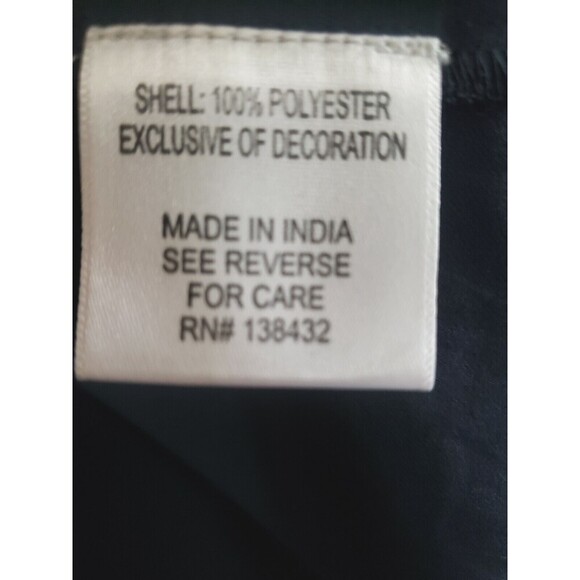 SHELL: 100% POLYESTER
EXCLUSIVE OF DECORATION
MADE IN INDIA
SEE REVERSE
FOR CARE
RN# 138432